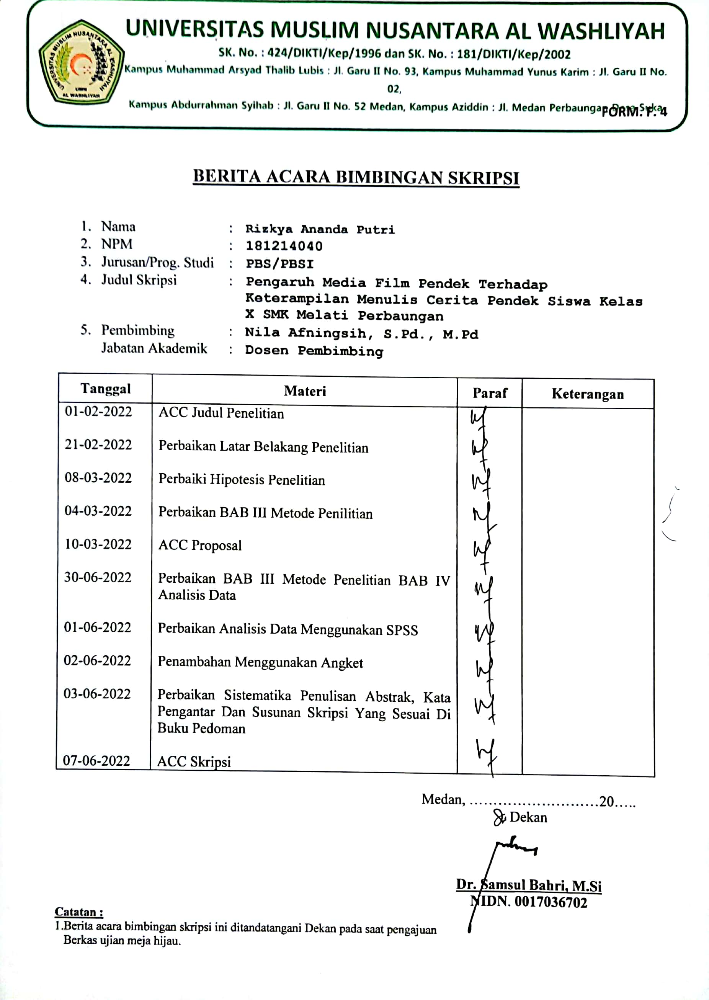 UNIVERSITAS MUSLIM NUSANTARA AL WASHLIYAH
SK. No. : 424/DIKTI/Kep/1996 dan SK. No. : 181/DIKTI/Kep/2002
Kampus Muhammad Arsyad Thalib Lubis : Jl. Garu II No. 93, Kampus Muhammad Yunus Karim : Jl. Garu II No.
02,
Kampus Abdurrahman Syihab : Jl. Garu II No. 52 Medan, Kampus Aziddin : Jl. Medan Perbaungan
FORM. F. 4
UMN
AL WASHLIYAH
BERITA ACARA BIMBINGAN SKRIPSI
1. Nama : Rizkya Ananda Putri
2. NPM : 181214040
3. Jurusan/Prog. Studi : PBS/PBSI
4. Judul Skripsi : Pengaruh Media Film Pendek Terhadap
Keterampilan Menulis Cerita Pendek Siswa Kelas
X SMK Melati Perbaungan
5. Pembimbing : Nila Afningsih, S.Pd., M.Pd
Jabatan Akademik : Dosen Pembimbing
Tanggal Materi Paraf Keterangan
01-02-2022 ACC Judul Penelitian
21-02-2022 Perbaikan Latar Belakang Penelitian
08-03-2022 Perbaiki Hipotesis Penelitian
04-03-2022 Perbaikan BAB III Metode Penilitian
10-03-2022 ACC Proposal
30-06-2022 Perbaikan BAB III Metode Penelitian BAB IV
Analisis Data
01-06-2022 Perbaikan Analisis Data Menggunakan SPSS
02-06-2022 Penambahan Menggunakan Angket
03-06-2022 Perbaikan Sistematika Penulisan Abstrak, Kata
Pengantar Dan Susunan Skripsi Yang Sesuai Di
Buku Pedoman
07-06-2022 ACC Skripsi
Medan, ............................20.....
Dekan
Dr. Samsul Bahri, M.Si
NIDN. 0017036702
Catatan :
1.Berita acara bimbingan skripsi ini ditandatangani Dekan pada saat pengajuan
Berkas ujian meja hijau.